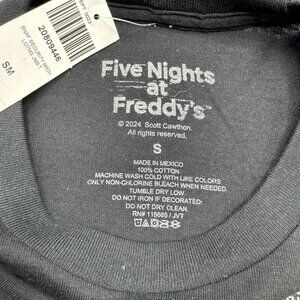 20809446
SM
Five Nights
at
Freddy's™
© 2024 Scott Cawthon.
All rights reserved.
S
MADE IN MEXICO
100% COTTON
MACHINE WASH COLD WITH LIKE COLORS
ONLY NON-CHLORINE BLEACH WHEN NEEDED.
TUMBLE DRY LOW
DO NOT IRON IF DECORATED:
DO NOT DRY CLEAN.
RN# 115665 / JVT